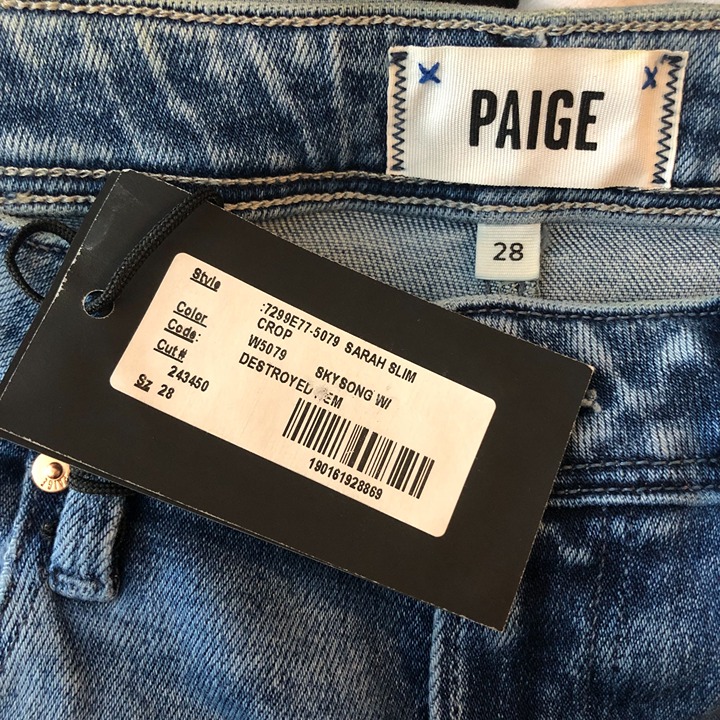 PAIGE
28
Style :7299E77-5079 SARAH SLIM
CROP
Color
Code: W5079 SKYSONG W/
DESTROYED HEM
Cut# 243450
Sz 28
190161928869